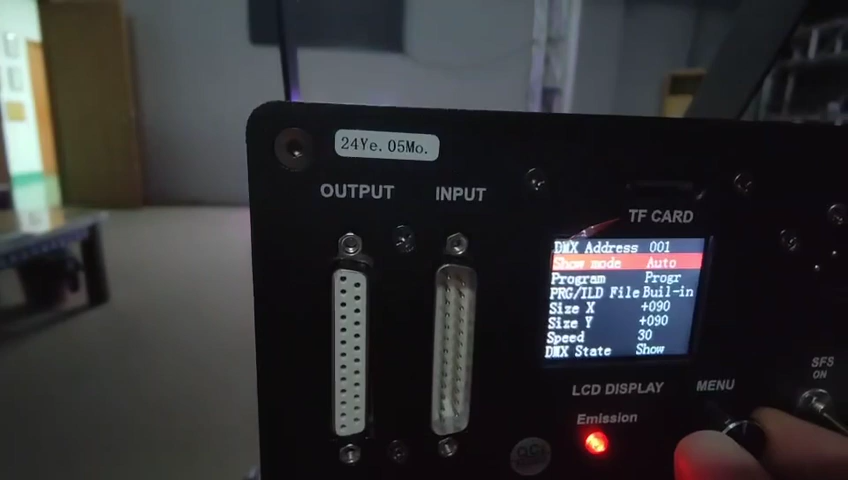 24Ye. 05Mo.
OUTPUT
INPUT
TF CARD
DMX Address 001
Show mode Auto
Program Progr
PRG/ILD File Buil-in
Size X +090
Size Y +090
Speed 30
DMX State Show
LCD DISPLAY
MENU
Emission
SFS
ON